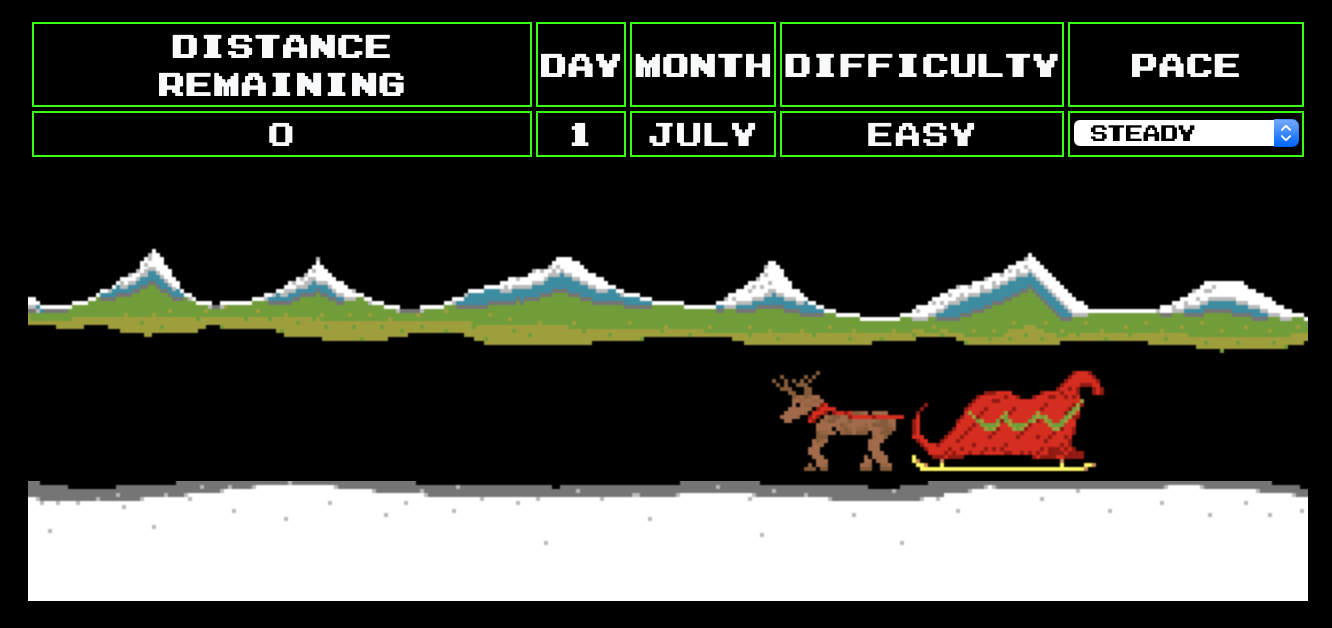 DISTANCE
REMAINING
DAY
MONTH
DIFFICULTY
PACE
0
1
JULY
EASY
STEADY